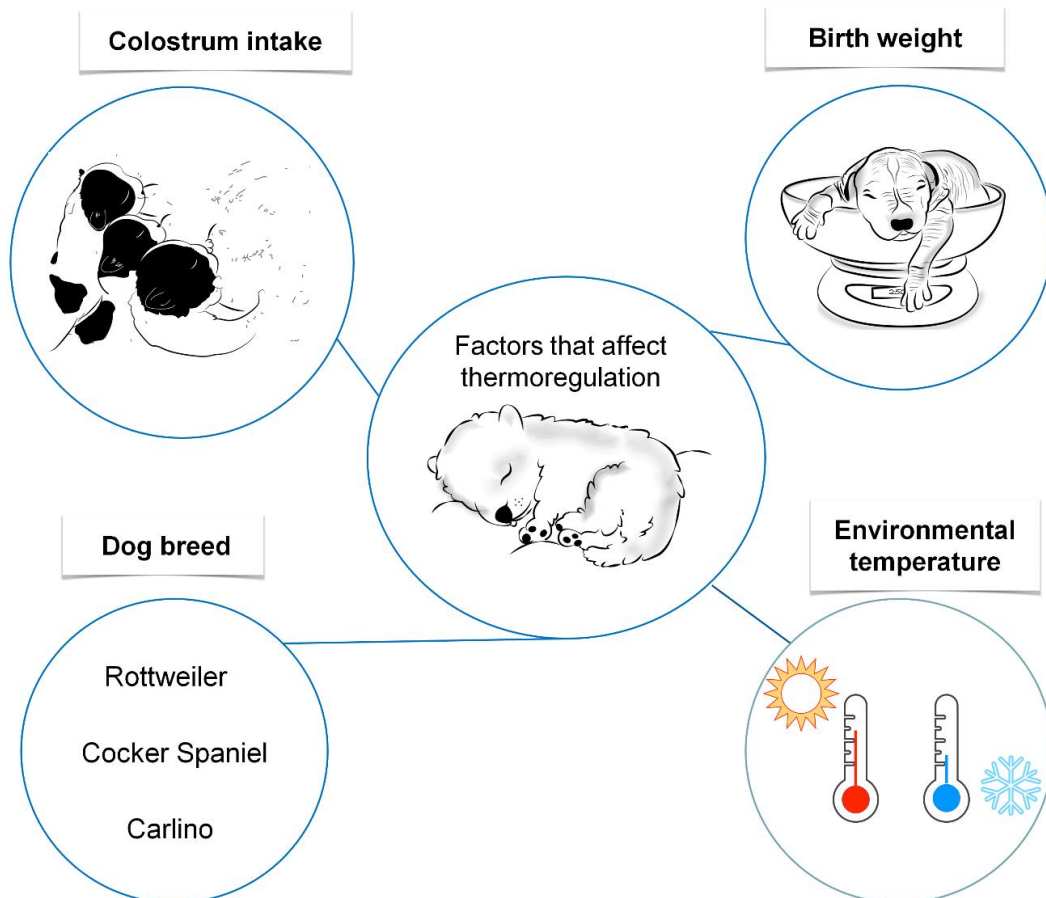 Colostrum intake
Birth weight
Factors that affect
thermoregulation
Dog breed
Rottweiler
Cocker Spaniel
Carlino
Environmental
temperature